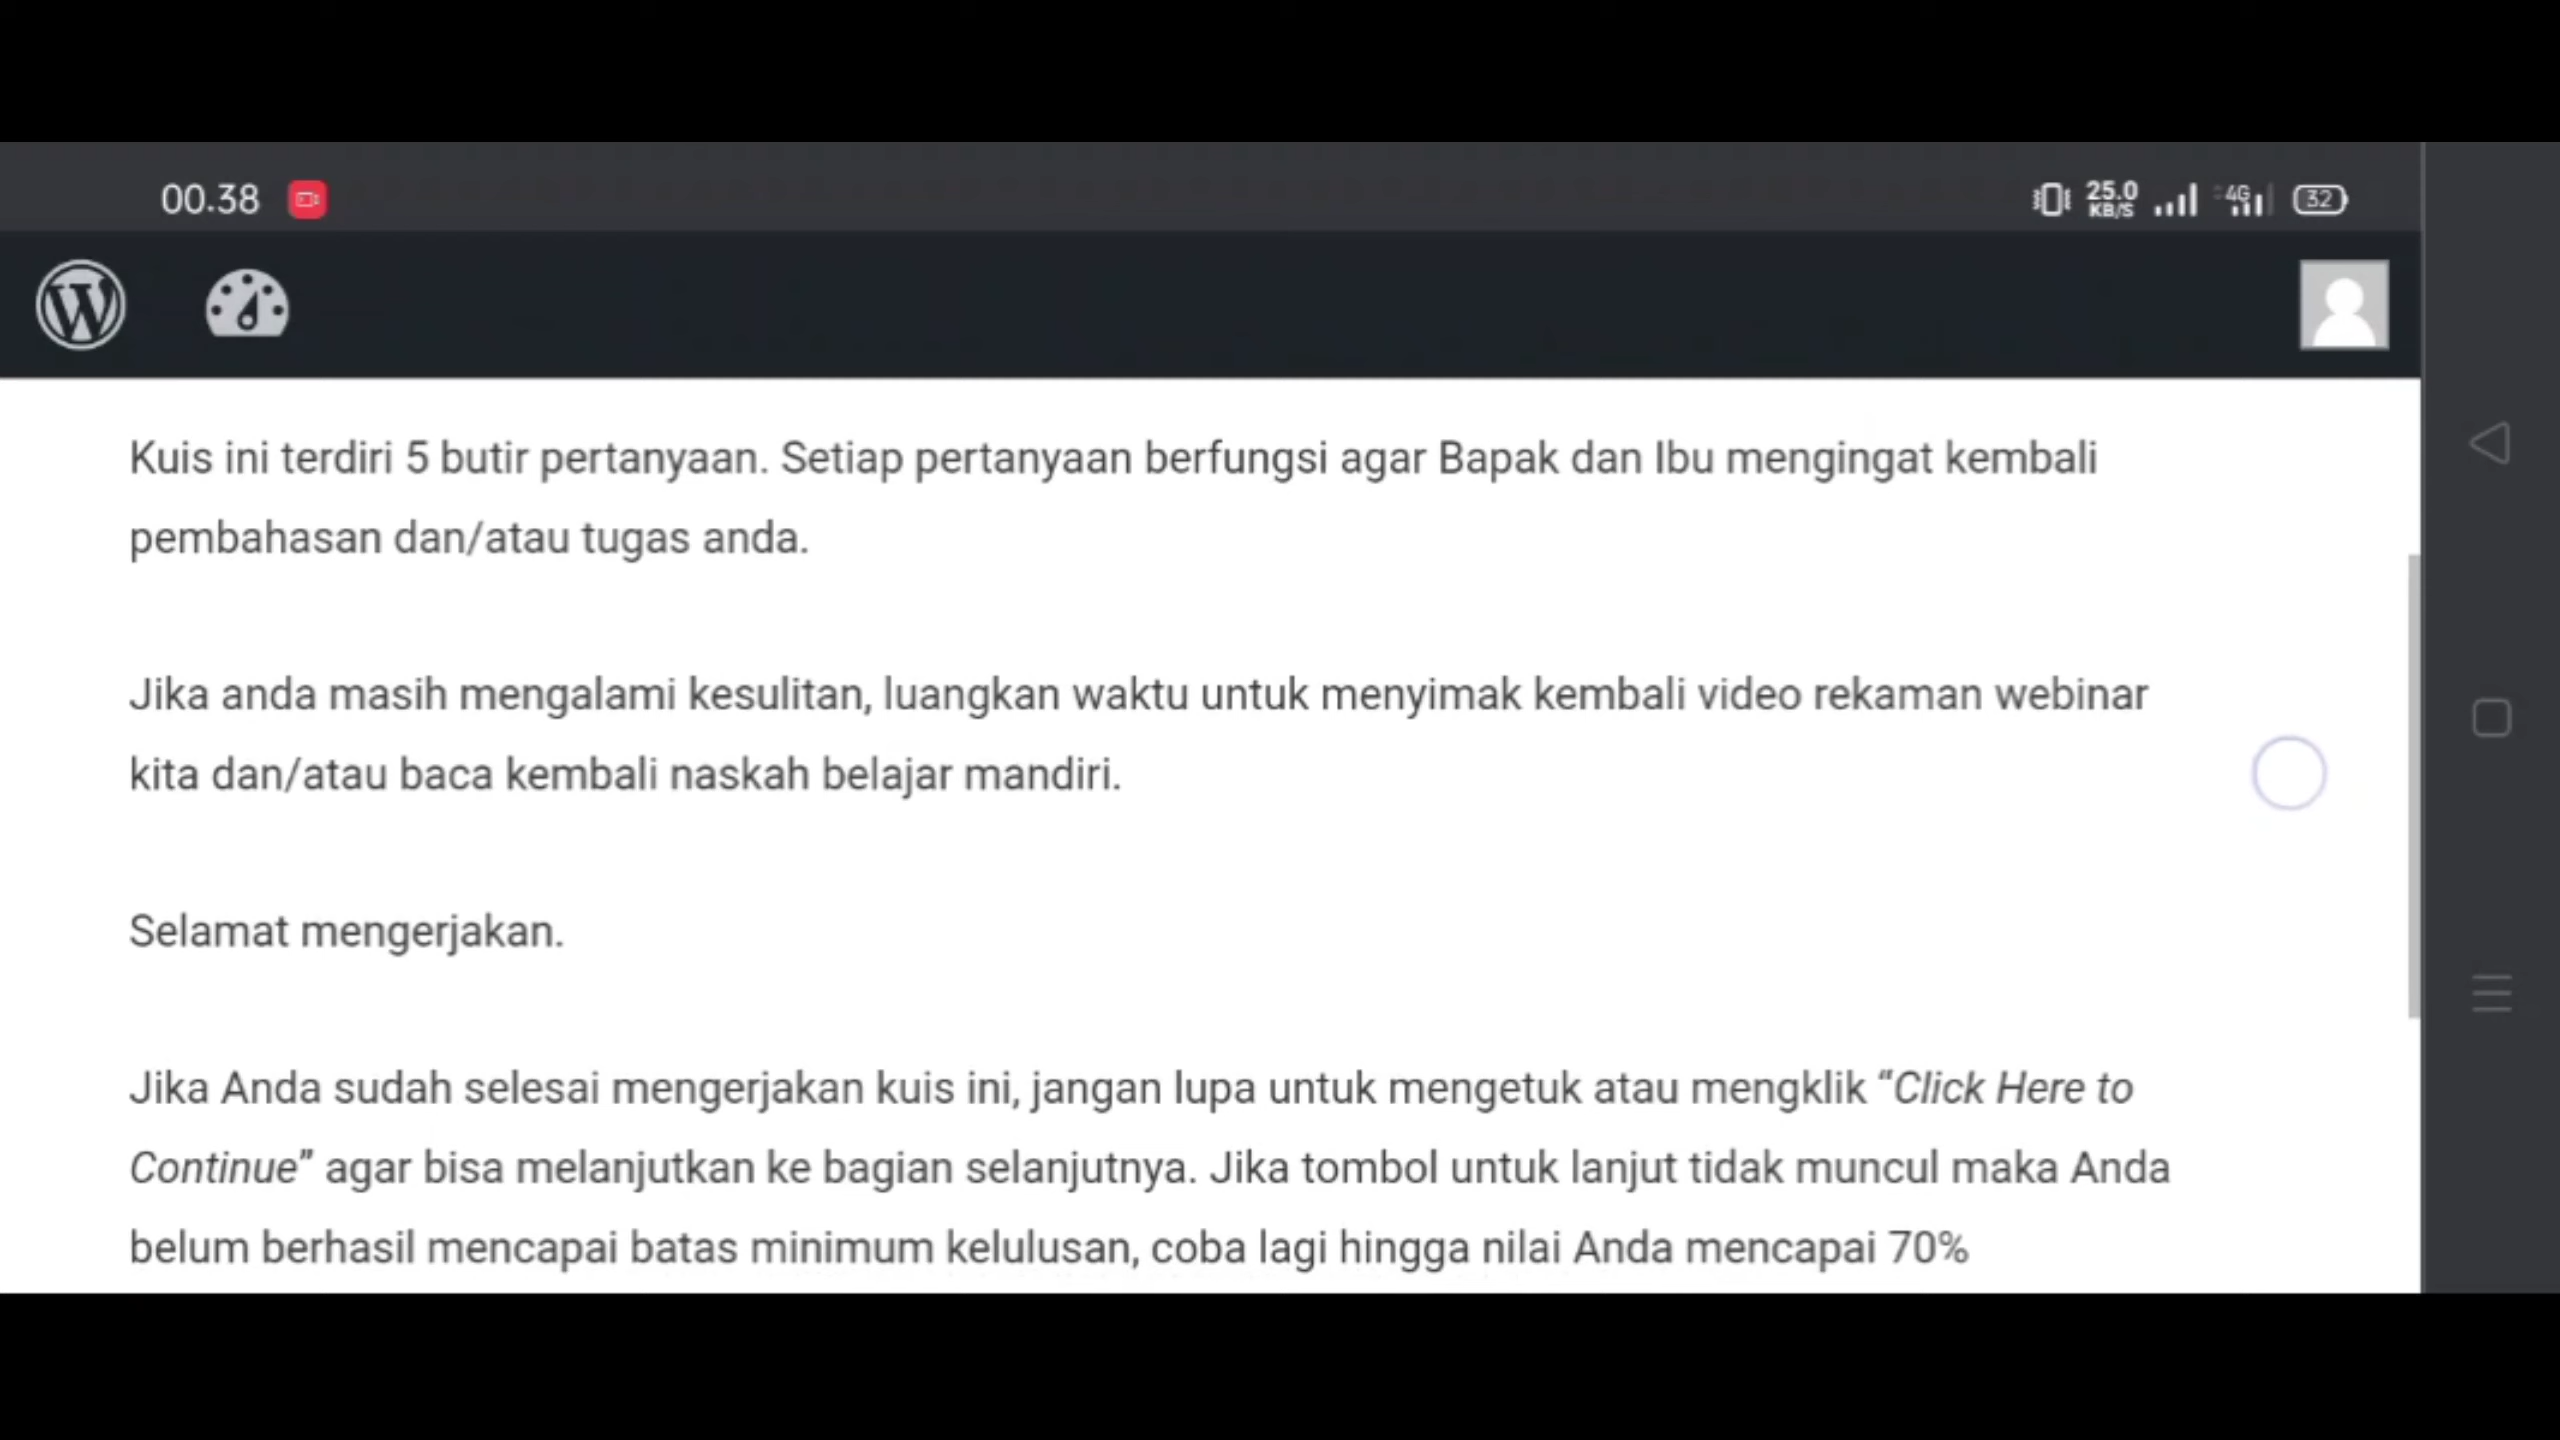 00.38
25.0
KB/S
4G
32
Kuis ini terdiri 5 butir pertanyaan. Setiap pertanyaan berfungsi agar Bapak dan Ibu mengingat kembali
pembahasan dan/atau tugas anda.
Jika anda masih mengalami kesulitan, luangkan waktu untuk menyimak kembali video rekaman webinar
kita dan/atau baca kembali naskah belajar mandiri.
Selamat mengerjakan.
Jika Anda sudah selesai mengerjakan kuis ini, jangan lupa untuk mengetuk atau mengklik “Click Here to
Continue” agar bisa melanjutkan ke bagian selanjutnya. Jika tombol untuk lanjut tidak muncul maka Anda
belum berhasil mencapai batas minimum kelulusan, coba lagi hingga nilai Anda mencapai 70%